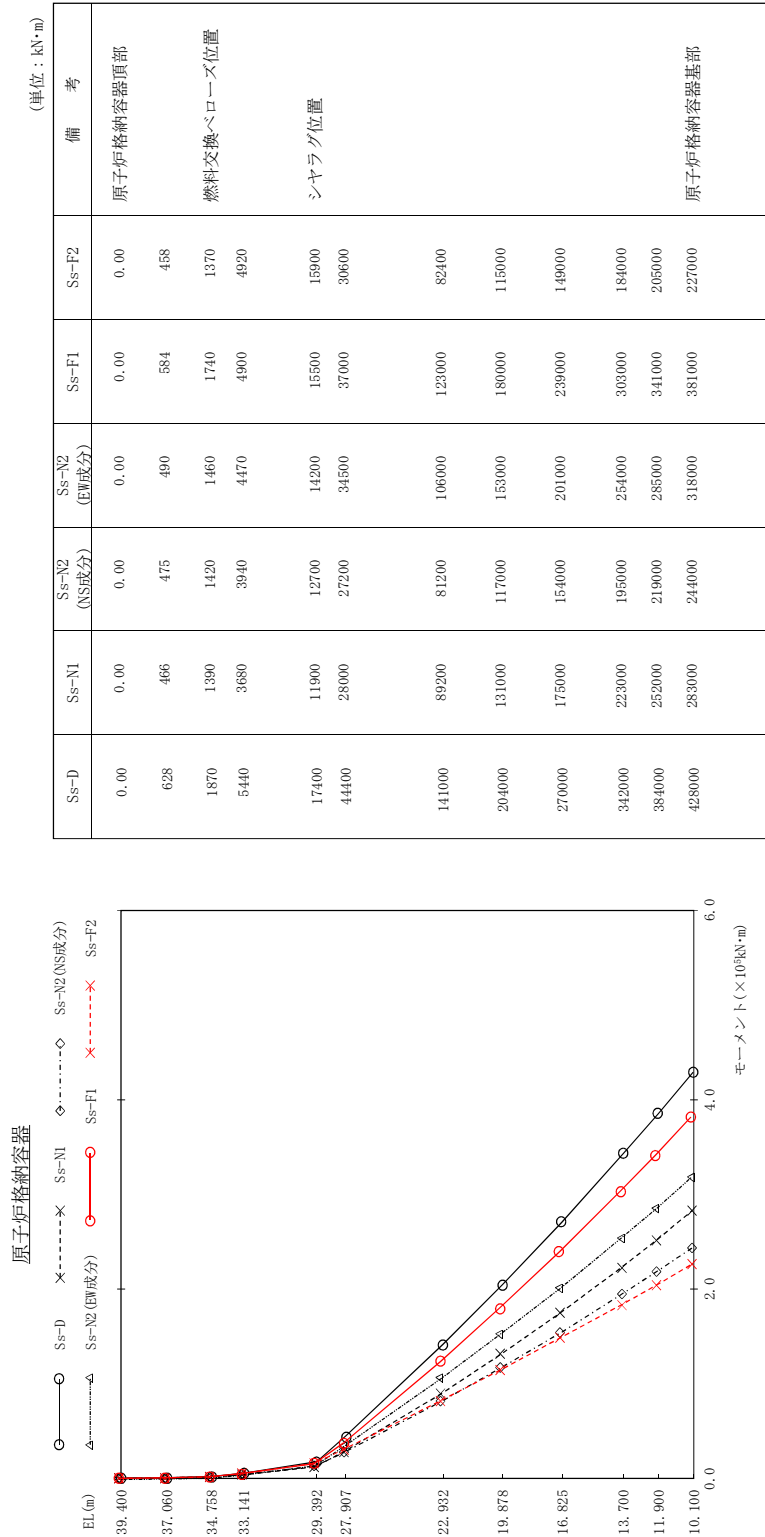 原子炉格納容器
Ss-D Ss-N1 Ss-N2(NS成分)
Ss-N2(EW成分) Ss-F1 Ss-F2
EL(m)
39.400
37.060
34.758
33.141
29.392
27.907
22.932
19.878
16.825
13.700
11.900
10.100
0.0 2.0 4.0 6.0
モーメント(×10⁵kN・m)
(単位:kN・m)
Ss-D Ss-N1 Ss-N2(NS成分) Ss-N2(EW成分) Ss-F1 Ss-F2 備 考
0.00 0.00 0.00 0.00 0.00 0.00 原子炉格納容器頂部
628 466 475 490 584 458
1870 1390 1420 1460 1740 1370 燃料交換ベローズ位置
5440 3680 3940 4470 4900 4920
17400 11900 12700 14200 15500 15900 シヤラグ位置
44400 28000 27200 34500 37000 30600
141000 89200 81200 106000 123000 82400
204000 131000 117000 153000 180000 115000
270000 175000 154000 201000 239000 149000
342000 223000 195000 254000 303000 184000
384000 252000 219000 285000 341000 205000
428000 283000 244000 318000 381000 227000 原子炉格納容器基部